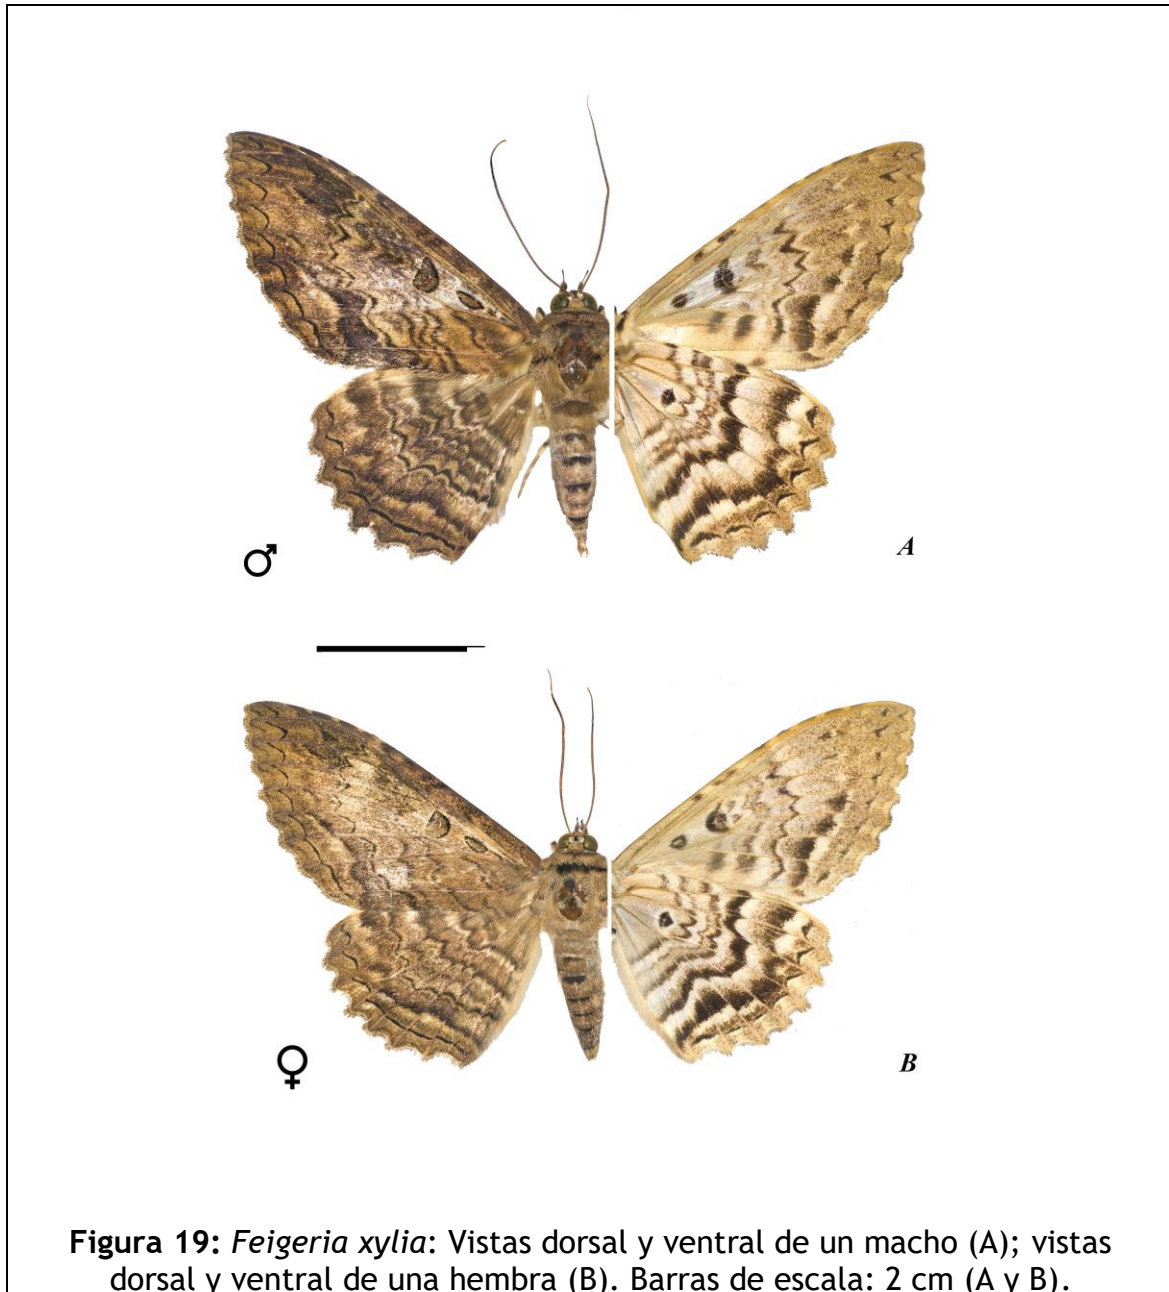 ♂
A
♀
B
Figura 19: Feigeria xylia: Vistas dorsal y ventral de un macho (A); vistas
dorsal y ventral de una hembra (B). Barras de escala: 2 cm (A y B).